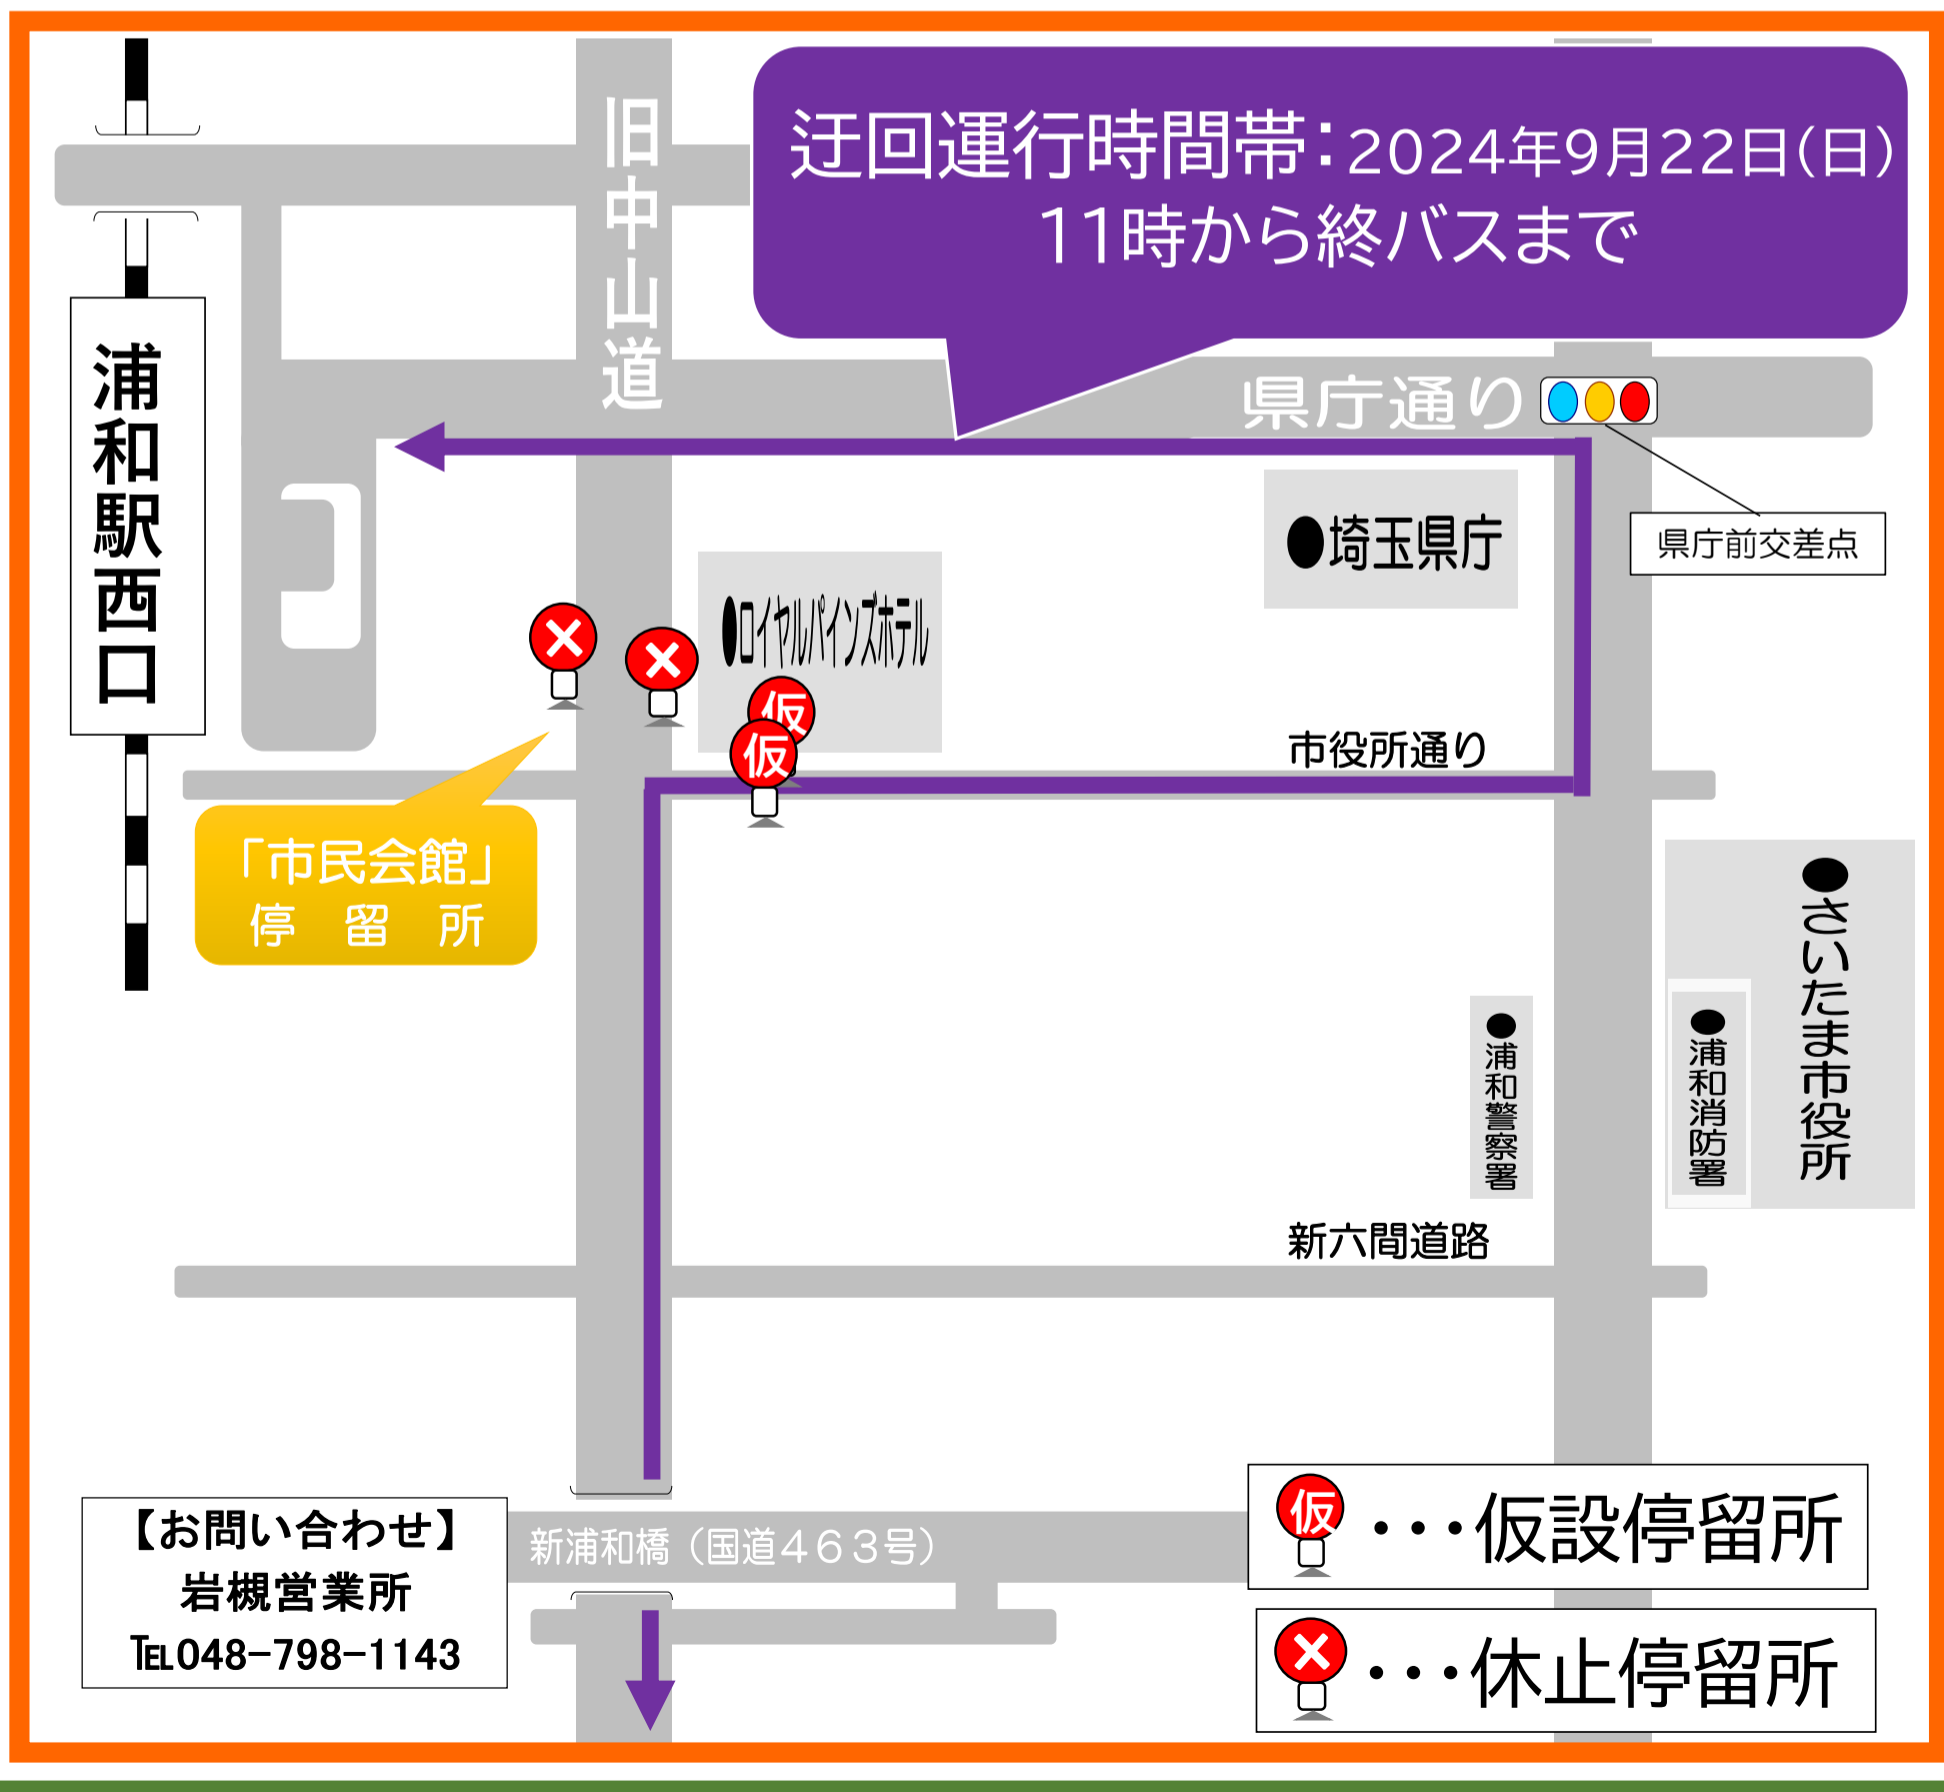 迂回運行時間帯：2024年9月22日(日)
11時から終バスまで
旧中山道
県庁通り
浦和駅西口
●埼玉県庁
県庁前交差点
●ロイヤルパインズホテル
仮
仮
市役所通り
「市民会館」
停留所
●さいたま市役所
●浦和警察署
●浦和消防署
新六間道路
新浦和橋（国道４６３号）
【お問い合わせ】
岩槻営業所
℡048-798-1143
仮・・・仮設停留所
・・・休止停留所